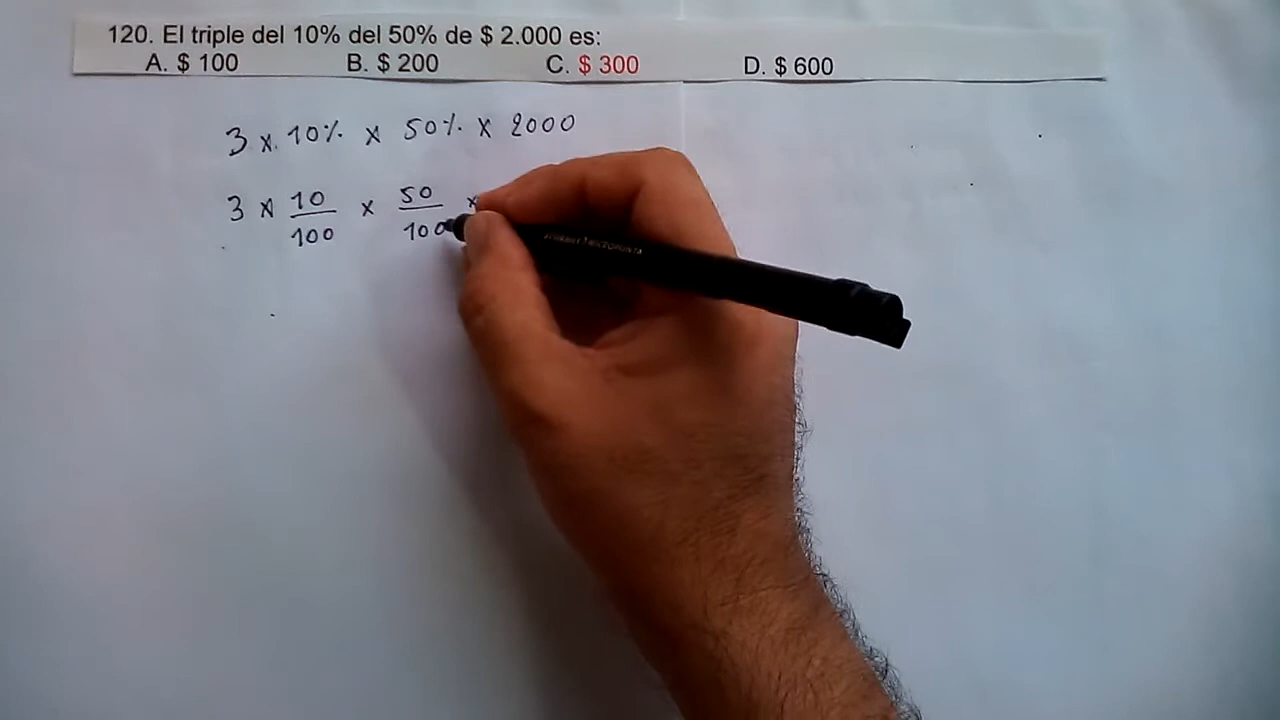 120. El triple del 10% del 50% de $ 2.000 es:
A. $ 100 B. $ 200 C. $ 300 D. $ 600
3 x 10% x 50% x 2000
3 x 10/100 x 50/100 x